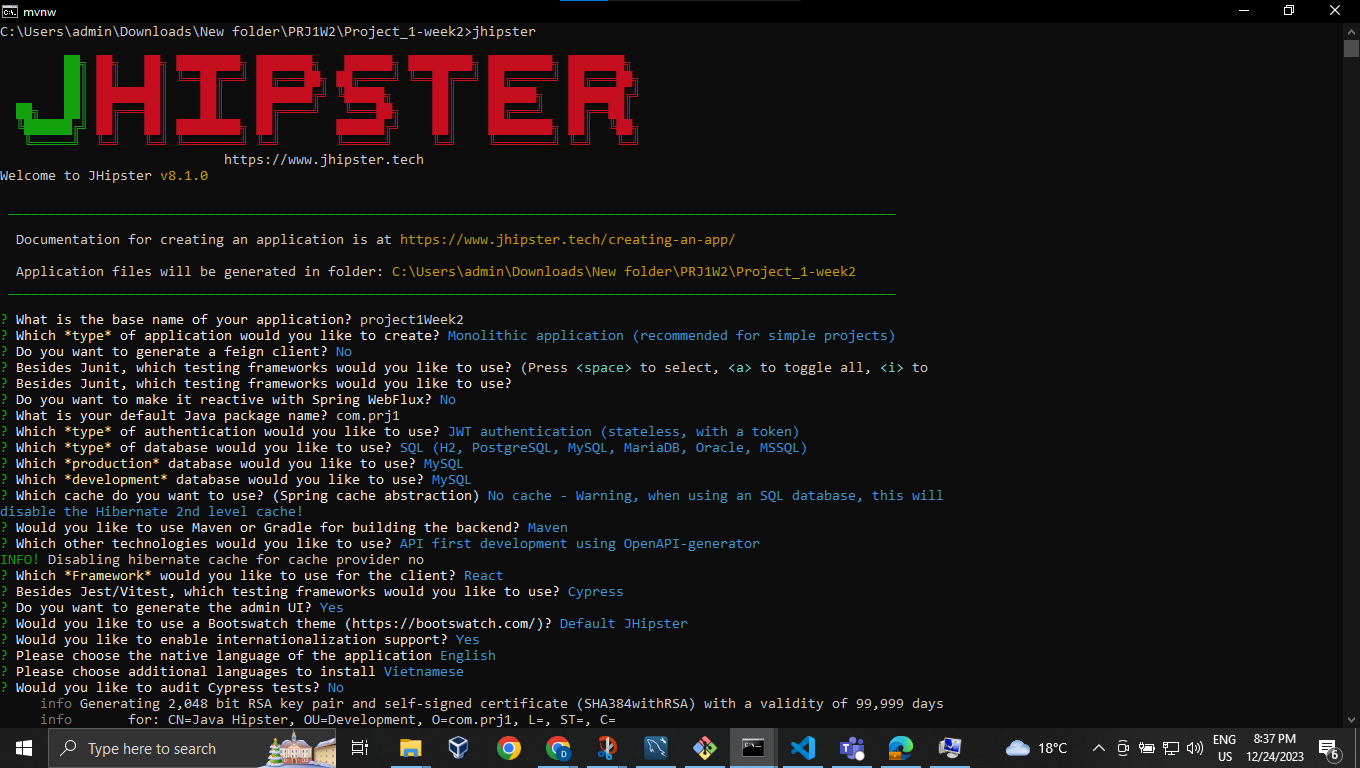 mvnw
C:\Users\admin\Downloads\New folder\PRJ1W2\Project_1-week2>jhipster
JHIPSTER
https://www.jhipster.tech
Welcome to JHipster v8.1.0
Documentation for creating an application is at https://www.jhipster.tech/creating-an-app/
Application files will be generated in folder: C:\Users\admin\Downloads\New folder\PRJ1W2\Project_1-week2
? What is the base name of your application? project1Week2
? Which *type* of application would you like to create? Monolithic application (recommended for simple projects)
? Do you want to generate a feign client? No
? Besides Junit, which testing frameworks would you like to use? (Press <space> to select, <a> to toggle all, <i> to
? Besides Junit, which testing frameworks would you like to use?
? Do you want to make it reactive with Spring WebFlux? No
? What is your default Java package name? com.prj1
? Which *type* of authentication would you like to use? JWT authentication (stateless, with a token)
? Which *type* of database would you like to use? SQL (H2, PostgreSQL, MySQL, MariaDB, Oracle, MSSQL)
? Which *production* database would you like to use? MySQL
? Which *development* database would you like to use? MySQL
? Which cache do you want to use? (Spring cache abstraction) No cache - Warning, when using an SQL database, this will
disable the Hibernate 2nd level cache!
? Would you like to use Maven or Gradle for building the backend? Maven
? Which other technologies would you like to use? API first development using OpenAPI-generator
INFO! Disabling hibernate cache for cache provider no
? Which *Framework* would you like to use for the client? React
? Besides Jest/Vitest, which testing frameworks would you like to use? Cypress
? Do you want to generate the admin UI? Yes
? Would you like to use a Bootswatch theme (https://bootswatch.com/)? Default JHipster
? Would you like to enable internationalization support? Yes
? Please choose the native language of the application English
? Please choose additional languages to install Vietnamese
? Would you like to audit Cypress tests? No
info Generating 2,048 bit RSA key pair and self-signed certificate (SHA384withRSA) with a validity of 99,999 days
info for: CN=Java Hipster, OU=Development, O=com.prj1, L=, ST=, C=
Type here to search
18°C
ENG
US
8:37 PM
12/24/2023
6